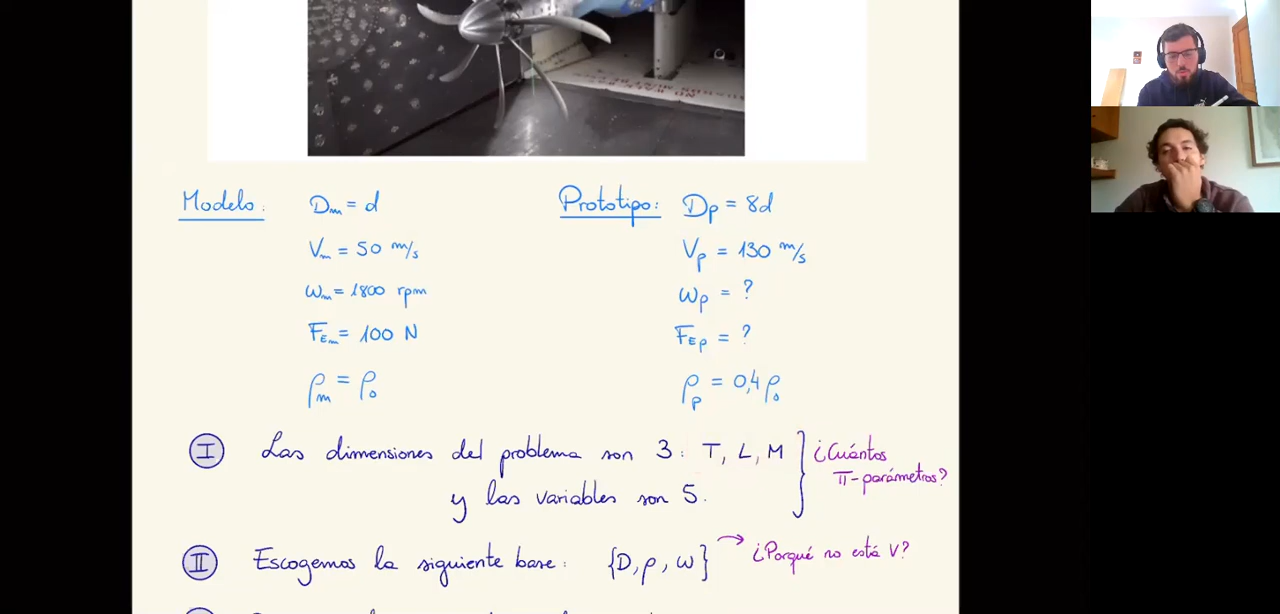 Modelo:
Dm = d
Vm = 50 m/s
ωm = 1800 rpm
FEm = 100 N
ρm = ρ0
Prototipo:
Dp = 8d
Vp = 130 m/s
ωp = ?
FEp = ?
ρp = 0,4ρ0
I Las dimensiones del problema son 3: T, L, M
y las variables son 5.
¿Cuántos
π-parámetros?
II Escogemos la siguiente base: {D, ρ, ω} → ¿Porqué no está V?